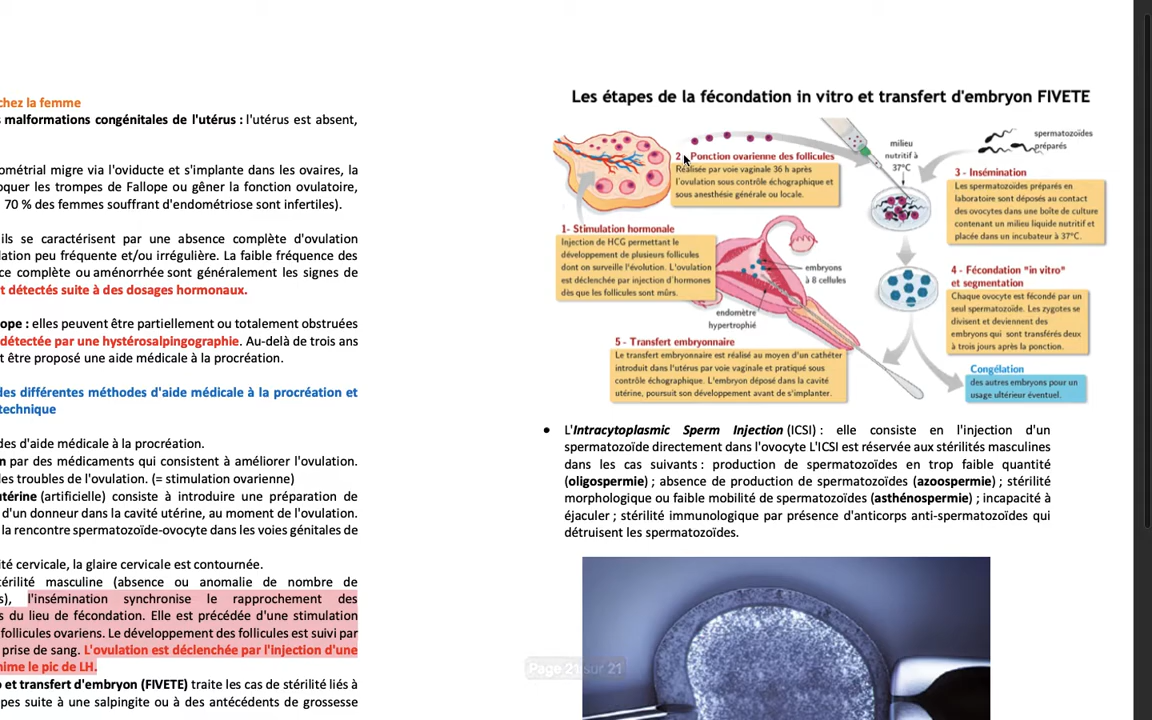 chez la femme
malformations congénitales de l'utérus : l'utérus est absent,
ométrial migre via l'oviducte et s'implante dans les ovaires, la
oquer les trompes de Fallope ou gêner la fonction ovulatoire,
70 % des femmes souffrant d'endométriose sont infertiles).
ils se caractérisent par une absence complète d'ovulation
lation peu fréquente et/ou irrégulière. La faible fréquence des
ce complète ou aménorrhée sont généralement les signes de
t détectés suite à des dosages hormonaux.
ope : elles peuvent être partiellement ou totalement obstruées
détectée par une hystérosalpingographie. Au-delà de trois ans
t être proposé une aide médicale à la procréation.
des différentes méthodes d'aide médicale à la procréation et
technique
des d'aide médicale à la procréation.
n par des médicaments qui consistent à améliorer l'ovulation.
les troubles de l'ovulation. (= stimulation ovarienne)
utérine (artificielle) consiste à introduire une préparation de
d'un donneur dans la cavité utérine, au moment de l'ovulation.
la rencontre spermatozoïde-ovocyte dans les voies génitales de
ité cervicale, la glaire cervicale est contournée.
térilité masculine (absence ou anomalie de nombre de
s), l'insémination synchronise le rapprochement des
s du lieu de fécondation. Elle est précédée d'une stimulation
follicules ovariens. Le développement des follicules est suivi par
prise de sang. L'ovulation est déclenchée par l'injection d'une
nime le pic de LH.
o et transfert d'embryon (FIVETE) traite les cas de stérilité liés à
pes suite à une salpingite ou à des antécédents de grossesse
Les étapes de la fécondation in vitro et transfert d'embryon FIVETE
2 - Ponction ovarienne des follicules
Réalisée par voie vaginale 36 h après
l'ovulation sous contrôle échographique et
sous anesthésie générale ou locale.
milieu
nutritif à
37°C
spermatozoïdes
préparés
3 - Insémination
Les spermatozoïdes préparés en
laboratoire sont déposés au contact
des ovocytes dans une boîte de culture
contenant un milieu liquide nutritif et
placée dans un incubateur à 37°C.
1- Stimulation hormonale
Injection de HCG permettant le
développement de plusieurs follicules
dont on surveille l'évolution. L'ovulation
est déclenchée par injection d'hormones
dès que les follicules sont mûrs.
embryons
à 8 cellules
endomètre
hypertrophié
4 - Fécondation "in vitro"
et segmentation
Chaque ovocyte est fécondé par un
seul spermatozoïde. Les zygotes se
divisent et deviennent des
embryons qui sont transférés deux
à trois jours après la ponction.
5 - Transfert embryonnaire
Le transfert embryonnaire est réalisé au moyen d'un cathéter
introduit dans l'utérus par voie vaginale et pratiqué sous
contrôle échographique. L'embryon déposé dans la cavité
utérine, poursuit son développement avant de s'implanter.
Congélation
des autres embryons pour un
usage ultérieur éventuel.
• L'Intracytoplasmic Sperm Injection (ICSI) : elle consiste en l'injection d'un
spermatozoïde directement dans l'ovocyte L'ICSI est réservée aux stérilités masculines
dans les cas suivants : production de spermatozoïdes en trop faible quantité
(oligospermie) ; absence de production de spermatozoïdes (azoospermie) ; stérilité
morphologique ou faible mobilité de spermatozoïdes (asthénospermie) ; incapacité à
éjaculer ; stérilité immunologique par présence d'anticorps anti-spermatozoïdes qui
détruisent les spermatozoïdes.
Page 21 sur 21